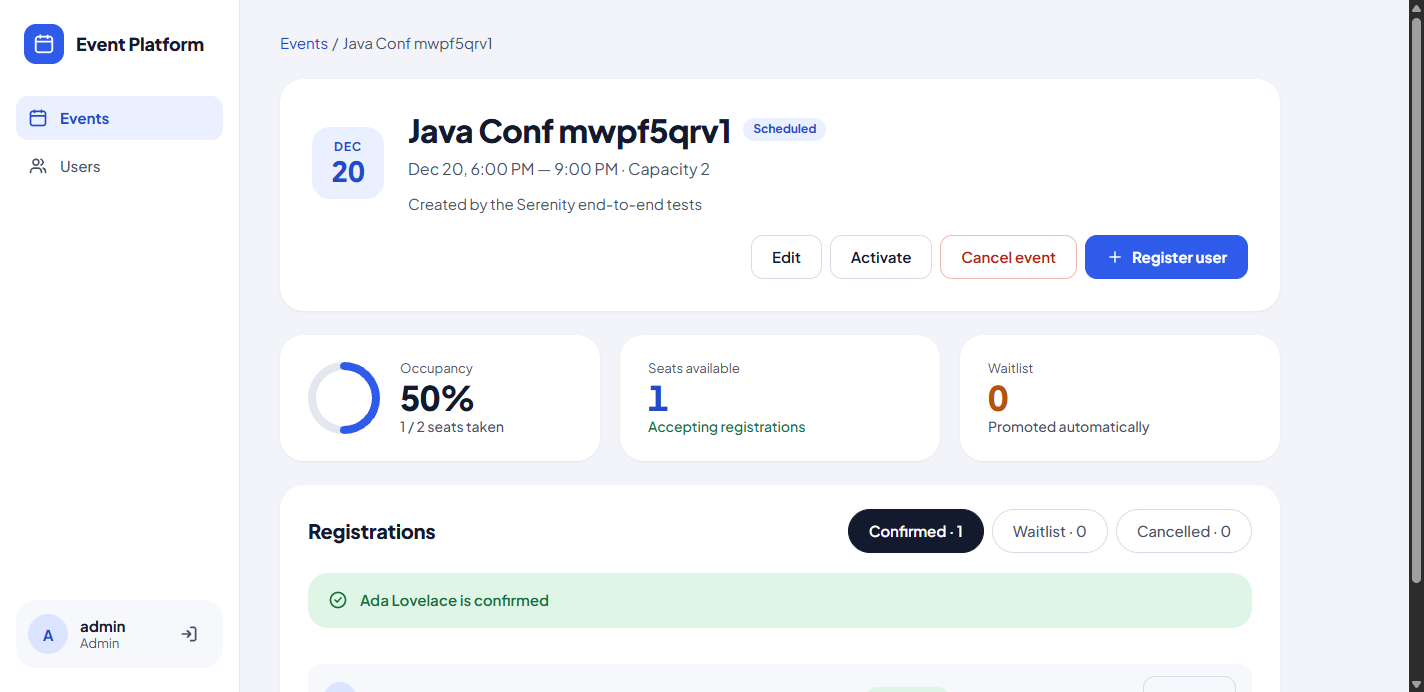 Event Platform
Events
Users
A
admin
Admin
Events / Java Conf mwpf5qrv1
DEC
20
Java Conf mwpf5qrv1
Scheduled
Dec 20, 6:00 PM — 9:00 PM · Capacity 2
Created by the Serenity end-to-end tests
Edit
Activate
Cancel event
+ Register user
Occupancy
50%
1 / 2 seats taken
Seats available
1
Accepting registrations
Waitlist
0
Promoted automatically
Registrations
Confirmed · 1
Waitlist · 0
Cancelled · 0
Ada Lovelace is confirmed